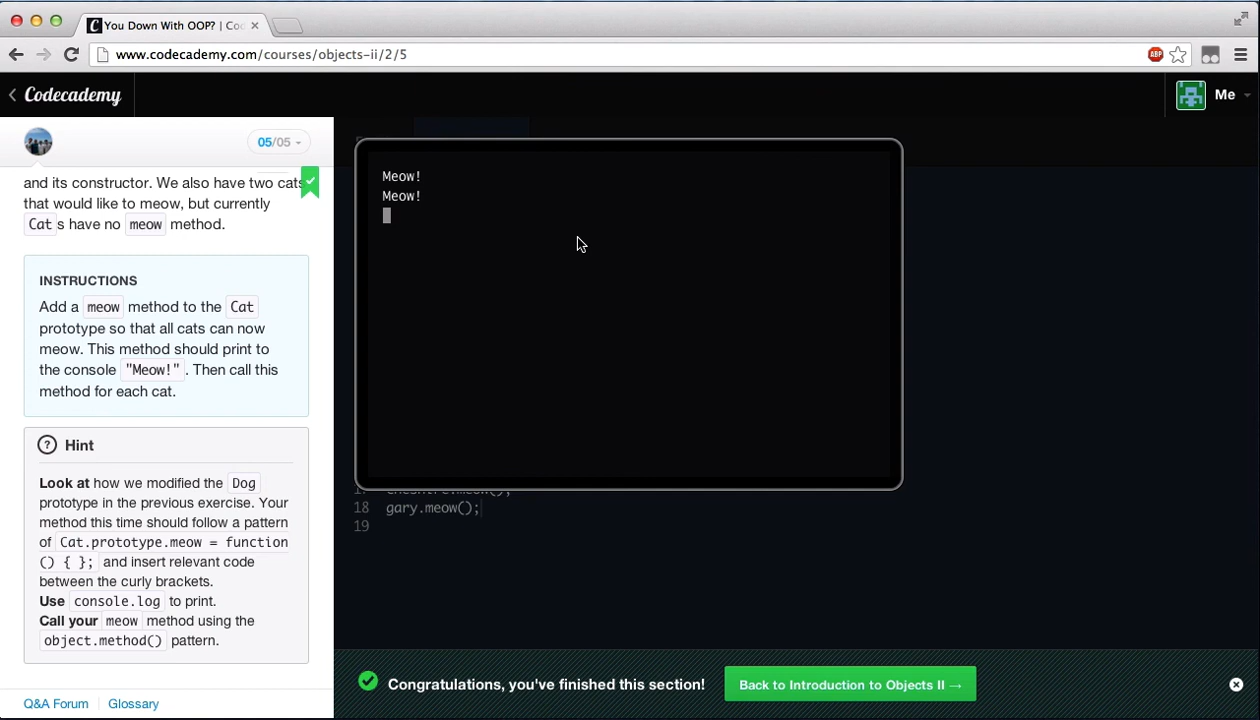 You Down With OOP? | Co
www.codecademy.com/courses/objects-ii/2/5
ABP
Codecademy
Me
05/05
and its constructor. We also have two cats
that would like to meow, but currently
Cats have no meow method.
INSTRUCTIONS
Add a meow method to the Cat
prototype so that all cats can now
meow. This method should print to
the console "Meow!". Then call this
method for each cat.
? Hint
Look at how we modified the Dog
prototype in the previous exercise. Your
method this time should follow a pattern
of Cat.prototype.meow = function
() { }; and insert relevant code
between the curly brackets.
Use console.log to print.
Call your meow method using the
object.method() pattern.
Q&A Forum Glossary
Meow!
Meow!
18 gary.meow();
19
Congratulations, you've finished this section!
Back to Introduction to Objects II →